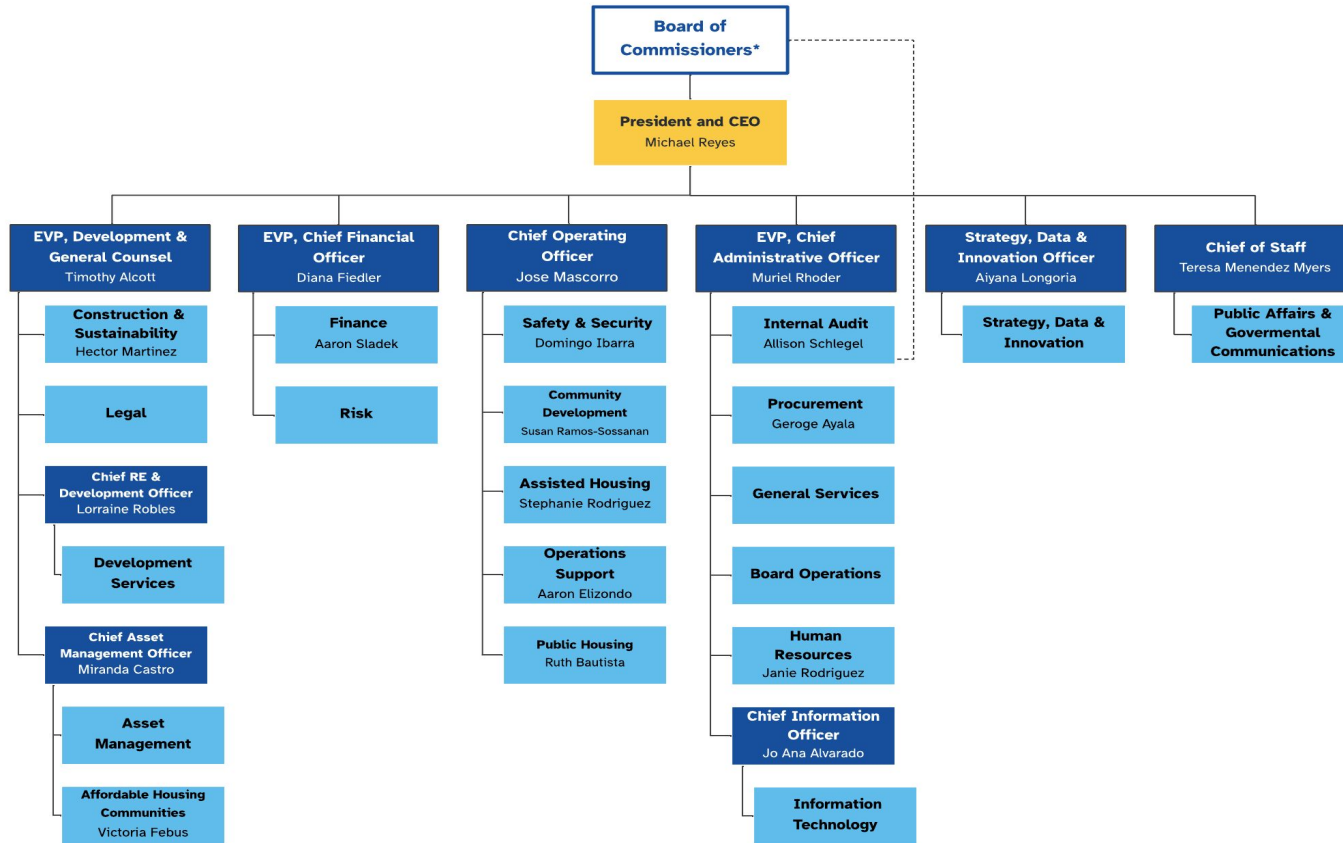 Board of
Commissioners*
President and CEO
Michael Reyes
EVP, Development &
General Counsel
Timothy Alcott
Construction &
Sustainability
Hector Martinez
Legal
Chief RE &
Development Officer
Lorraine Robles
Development
Services
Chief Asset
Management Officer
Miranda Castro
Asset
Management
Affordable Housing
Communities
Victoria Febus
EVP, Chief Financial
Officer
Diana Fiedler
Finance
Aaron Sladek
Risk
Chief Operating
Officer
Jose Mascorro
Safety & Security
Domingo Ibarra
Community
Development
Susan Ramos-Sossanan
Assisted Housing
Stephanie Rodriguez
Operations
Support
Aaron Elizondo
Public Housing
Ruth Bautista
EVP, Chief
Administrative Officer
Muriel Rhoder
Internal Audit
Allison Schlegel
Procurement
Geroge Ayala
General Services
Board Operations
Human
Resources
Janie Rodriguez
Chief Information
Officer
Jo Ana Alvarado
Information
Technology
Strategy, Data &
Innovation Officer
Aiyana Longoria
Strategy, Data &
Innovation
Chief of Staff
Teresa Menendez Myers
Public Affairs &
Govermental
Communications